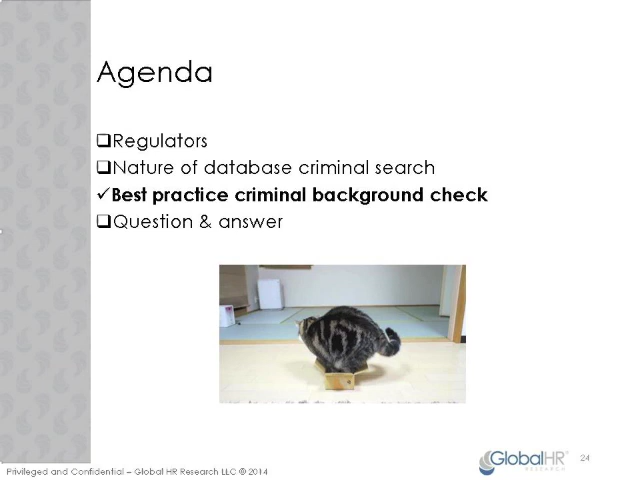 Agenda
❑Regulators
❑Nature of database criminal search
✓Best practice criminal background check
❑Question & answer
GlobalHR®
RESEARCH
24
Privileged and Confidential – Global HR Research LLC © 2014